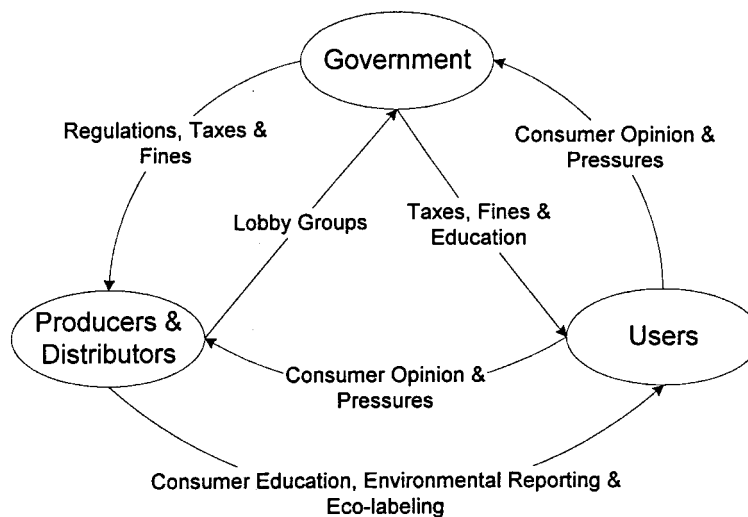 Government
Regulations, Taxes &
Fines
Consumer Opinion &
Pressures
Lobby Groups
Taxes, Fines &
Education
Producers &
Distributors
Users
Consumer Opinion &
Pressures
Consumer Education, Environmental Reporting &
Eco-labeling